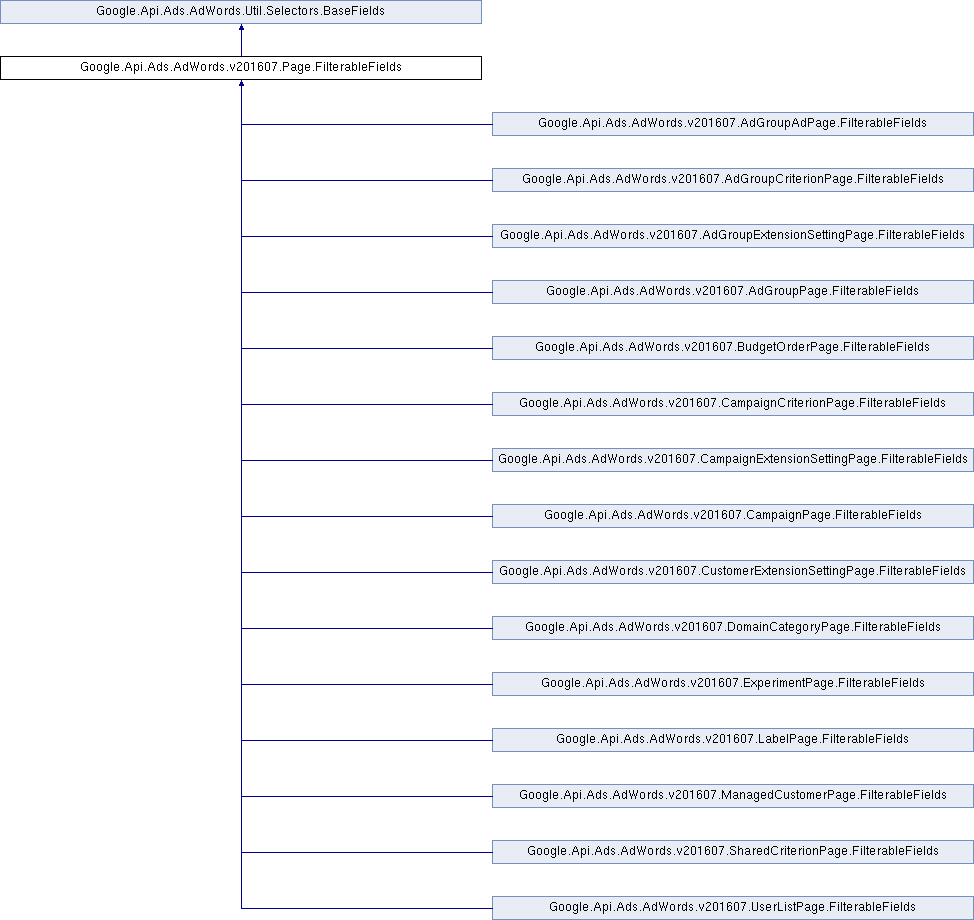 Google.Api.Ads.AdWords.Util.Selectors.BaseFields
Google.Api.Ads.AdWords.v201607.Page.FilterableFields
Google.Api.Ads.AdWords.v201607.AdGroupAdPage.FilterableFields
Google.Api.Ads.AdWords.v201607.AdGroupCriterionPage.FilterableFields
Google.Api.Ads.AdWords.v201607.AdGroupExtensionSettingPage.FilterableFields
Google.Api.Ads.AdWords.v201607.AdGroupPage.FilterableFields
Google.Api.Ads.AdWords.v201607.BudgetOrderPage.FilterableFields
Google.Api.Ads.AdWords.v201607.CampaignCriterionPage.FilterableFields
Google.Api.Ads.AdWords.v201607.CampaignExtensionSettingPage.FilterableFields
Google.Api.Ads.AdWords.v201607.CampaignPage.FilterableFields
Google.Api.Ads.AdWords.v201607.CustomerExtensionSettingPage.FilterableFields
Google.Api.Ads.AdWords.v201607.DomainCategoryPage.FilterableFields
Google.Api.Ads.AdWords.v201607.ExperimentPage.FilterableFields
Google.Api.Ads.AdWords.v201607.LabelPage.FilterableFields
Google.Api.Ads.AdWords.v201607.ManagedCustomerPage.FilterableFields
Google.Api.Ads.AdWords.v201607.SharedCriterionPage.FilterableFields
Google.Api.Ads.AdWords.v201607.UserListPage.FilterableFields